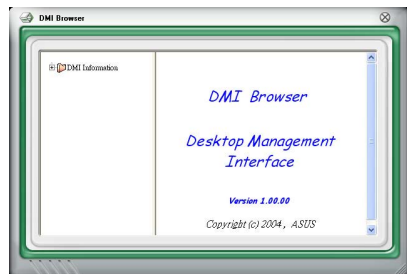 DMI Browser
DMI Information
DMI Browser
Desktop Management
Interface
Version 1.00.00
Copyright (c) 2004, ASUS